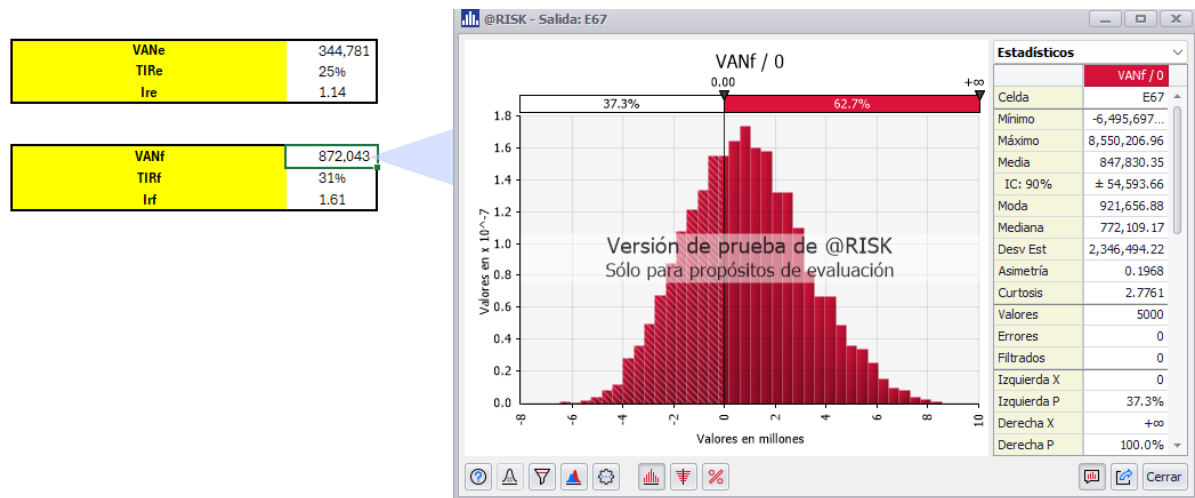 VANe 344,781
TIRe 25%
Ire 1.14
VANf 872,043
TIRf 31%
Irf 1.61
@RISK - Salida: E67
VANf / 0
0.00 +∞
37.3% 62.7%
1.8
1.6
1.4
1.2
1.0
0.8
0.6
0.4
0.2
0.0
Valores en x 10^-7
Versión de prueba de @RISK
Sólo para propósitos de evaluación
-8 -6 -4 -2 0 2 4 6 8 10
Valores en millones
Estadísticos
VANf / 0
Celda E67
Mínimo -6,495,697...
Máximo 8,550,206.96
Media 847,830.35
IC: 90% ± 54,593.66
Moda 921,656.88
Mediana 772,109.17
Desv Est 2,346,494.22
Asimetría 0.1968
Curtosis 2.7761
Valores 5000
Errores 0
Filtrados 0
Izquierda X 0
Izquierda P 37.3%
Derecha X +∞
Derecha P 100.0%
Cerrar